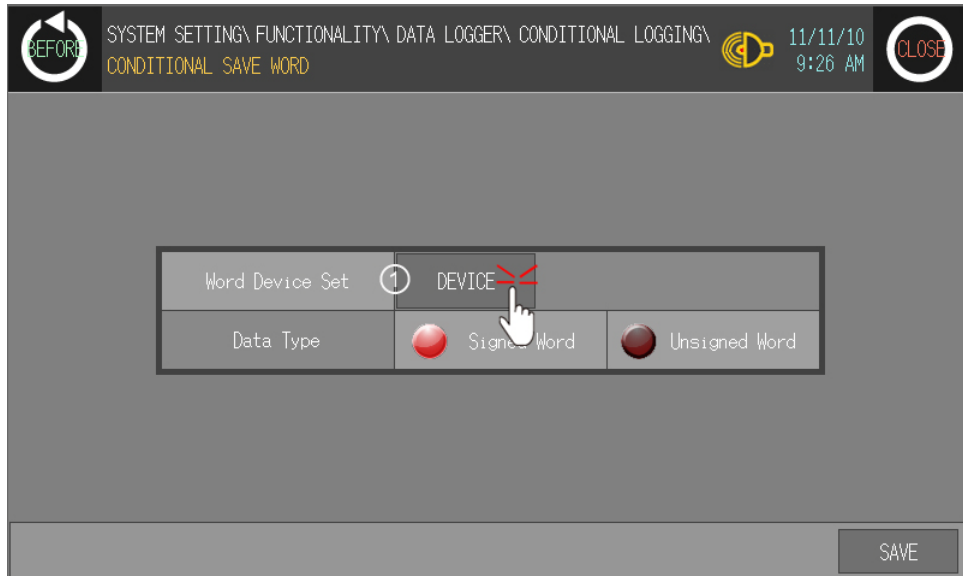 BEFORE
SYSTEM SETTING\ FUNCTIONALITY\ DATA LOGGER\ CONDITIONAL LOGGING\
CONDITIONAL SAVE WORD
11/11/10
9:26 AM
CLOSE
Word Device Set
1
DEVICE
Data Type
Signed Word
Unsigned Word
SAVE